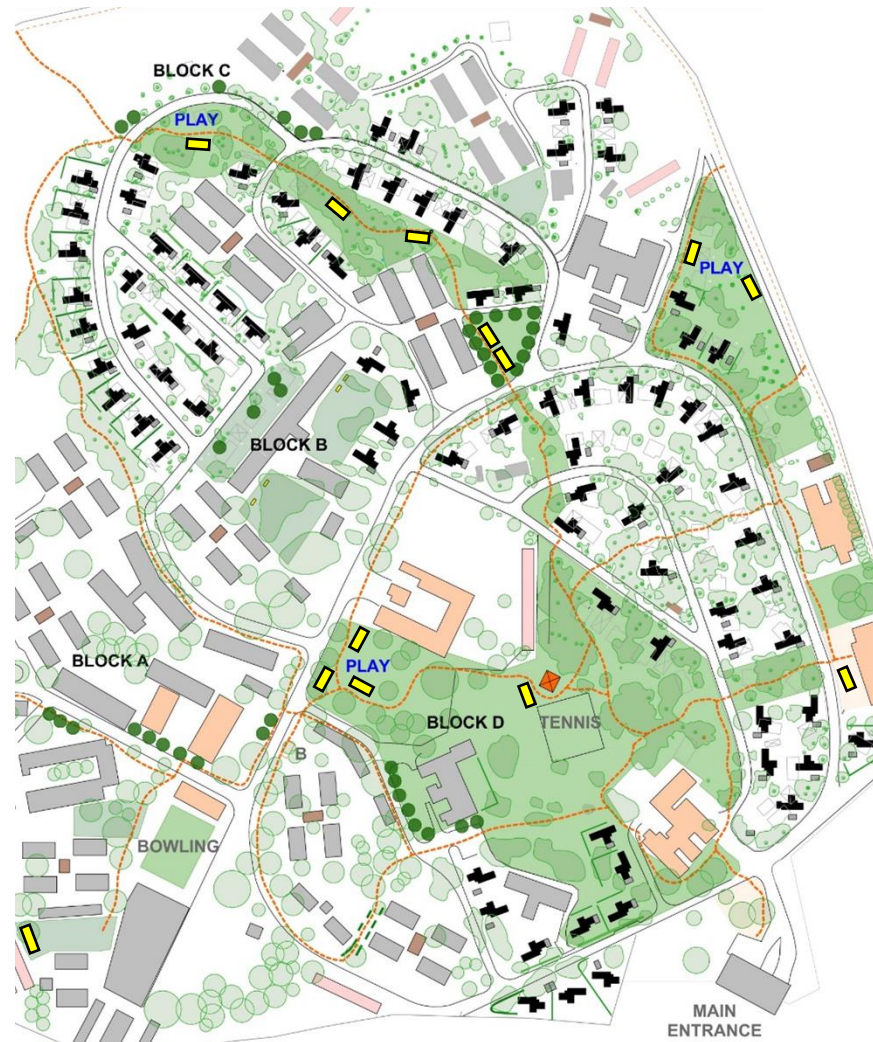 BLOCK C
PLAY
PLAY
BLOCK B
BLOCK A
PLAY
BLOCK D
TENNIS
B
BOWLING
MAIN
ENTRANCE